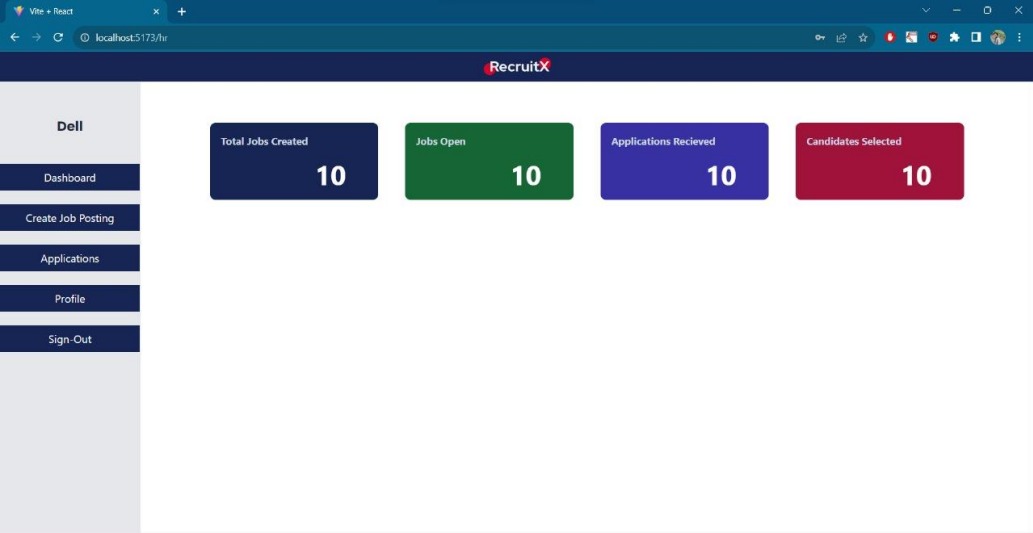 Vite + React
localhost:5173/hr
RecruitX
Dell
Dashboard
Create Job Posting
Applications
Profile
Sign-Out
Total Jobs Created
10
Jobs Open
10
Applications Recieved
10
Candidates Selected
10